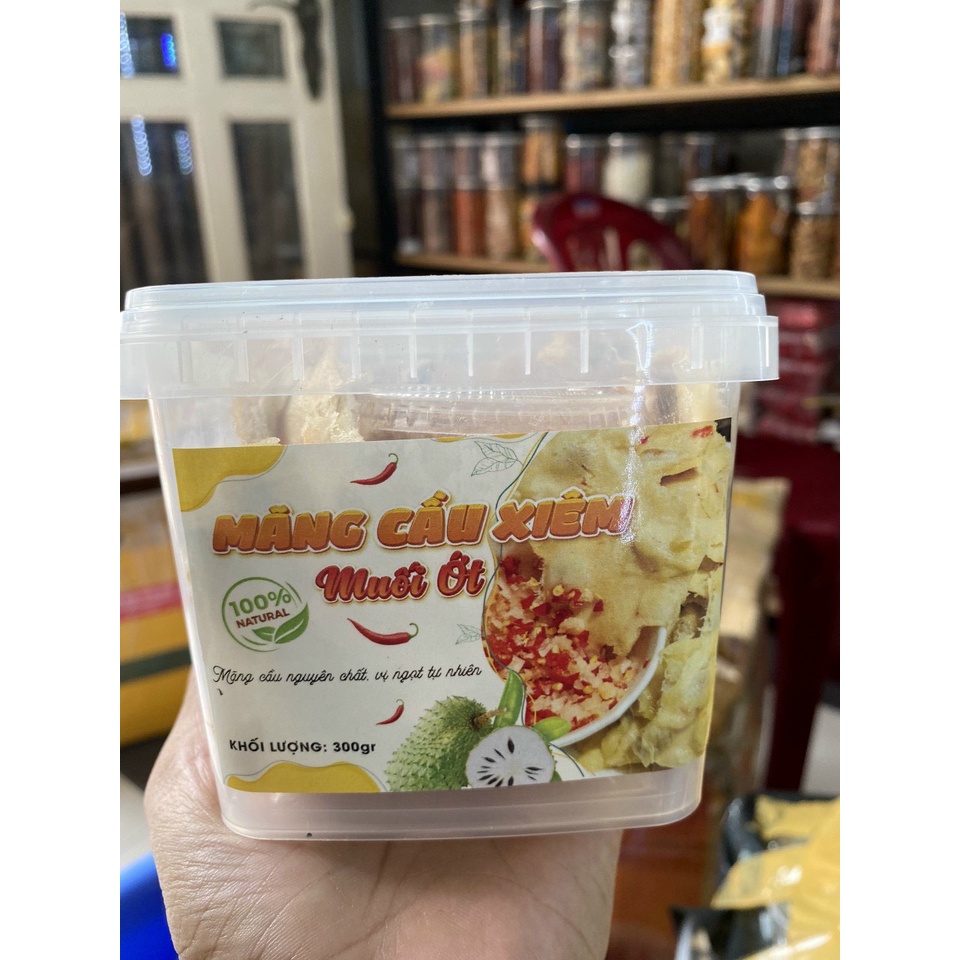 MÃNG CẦU XIÊM
Muối Ớt
100%
NATURAL
Mãng cầu nguyên chất, vị ngọt tự nhiên
KHỐI LƯỢNG: 300gr